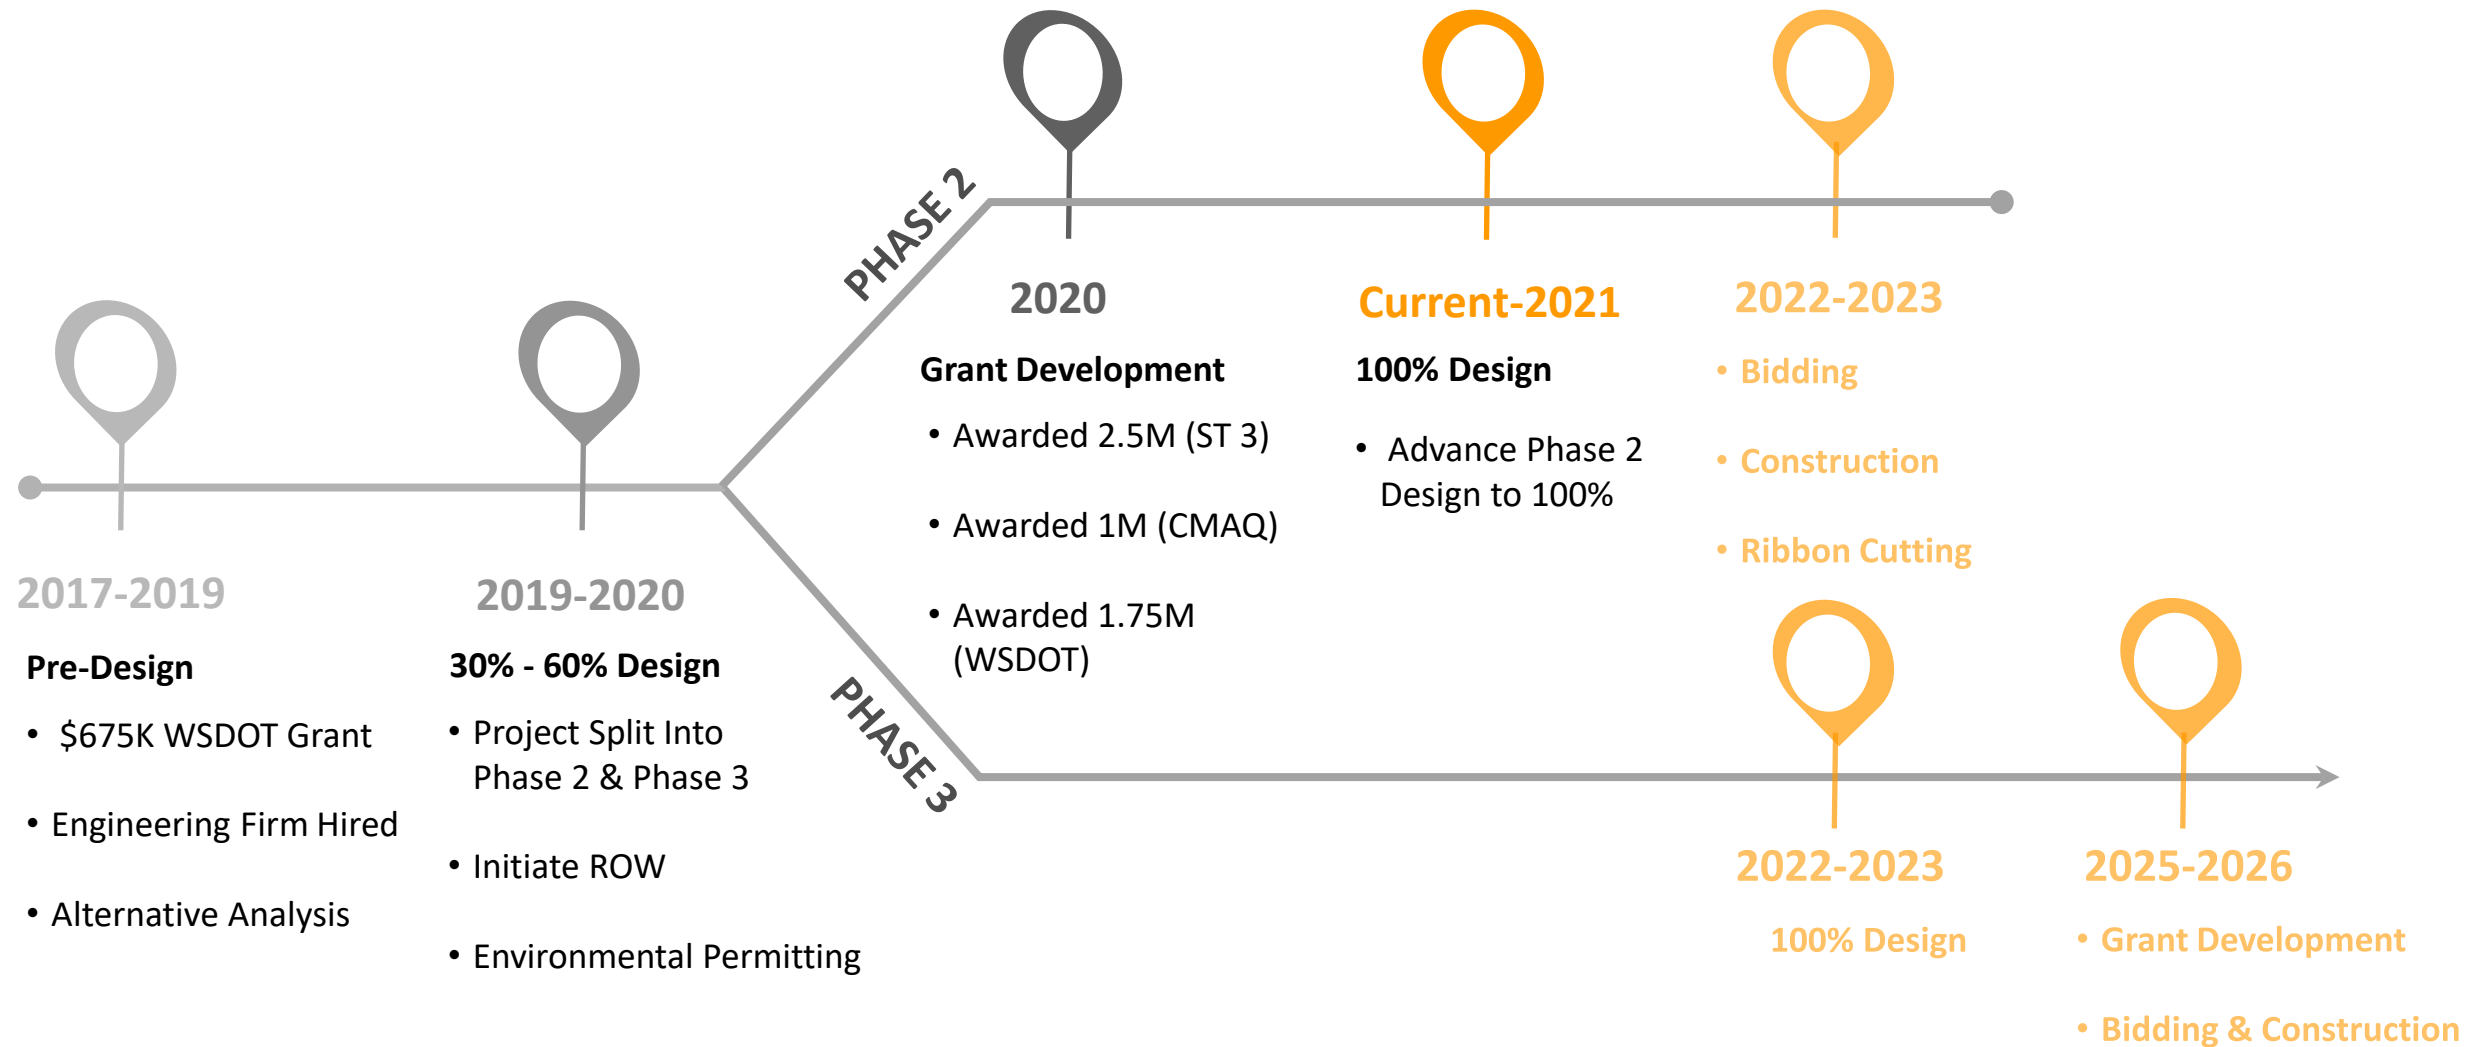 2017-2019
Pre-Design
• $675K WSDOT Grant
• Engineering Firm Hired
• Alternative Analysis
2019-2020
30% - 60% Design
• Project Split Into
Phase 2 & Phase 3
• Initiate ROW
• Environmental Permitting
PHASE 2
2020
Grant Development
• Awarded 2.5M (ST 3)
• Awarded 1M (CMAQ)
• Awarded 1.75M
(WSDOT)
Current-2021
100% Design
• Advance Phase 2
Design to 100%
2022-2023
• Bidding
• Construction
• Ribbon Cutting
PHASE 3
2022-2023
100% Design
2025-2026
• Grant Development
• Bidding & Construction